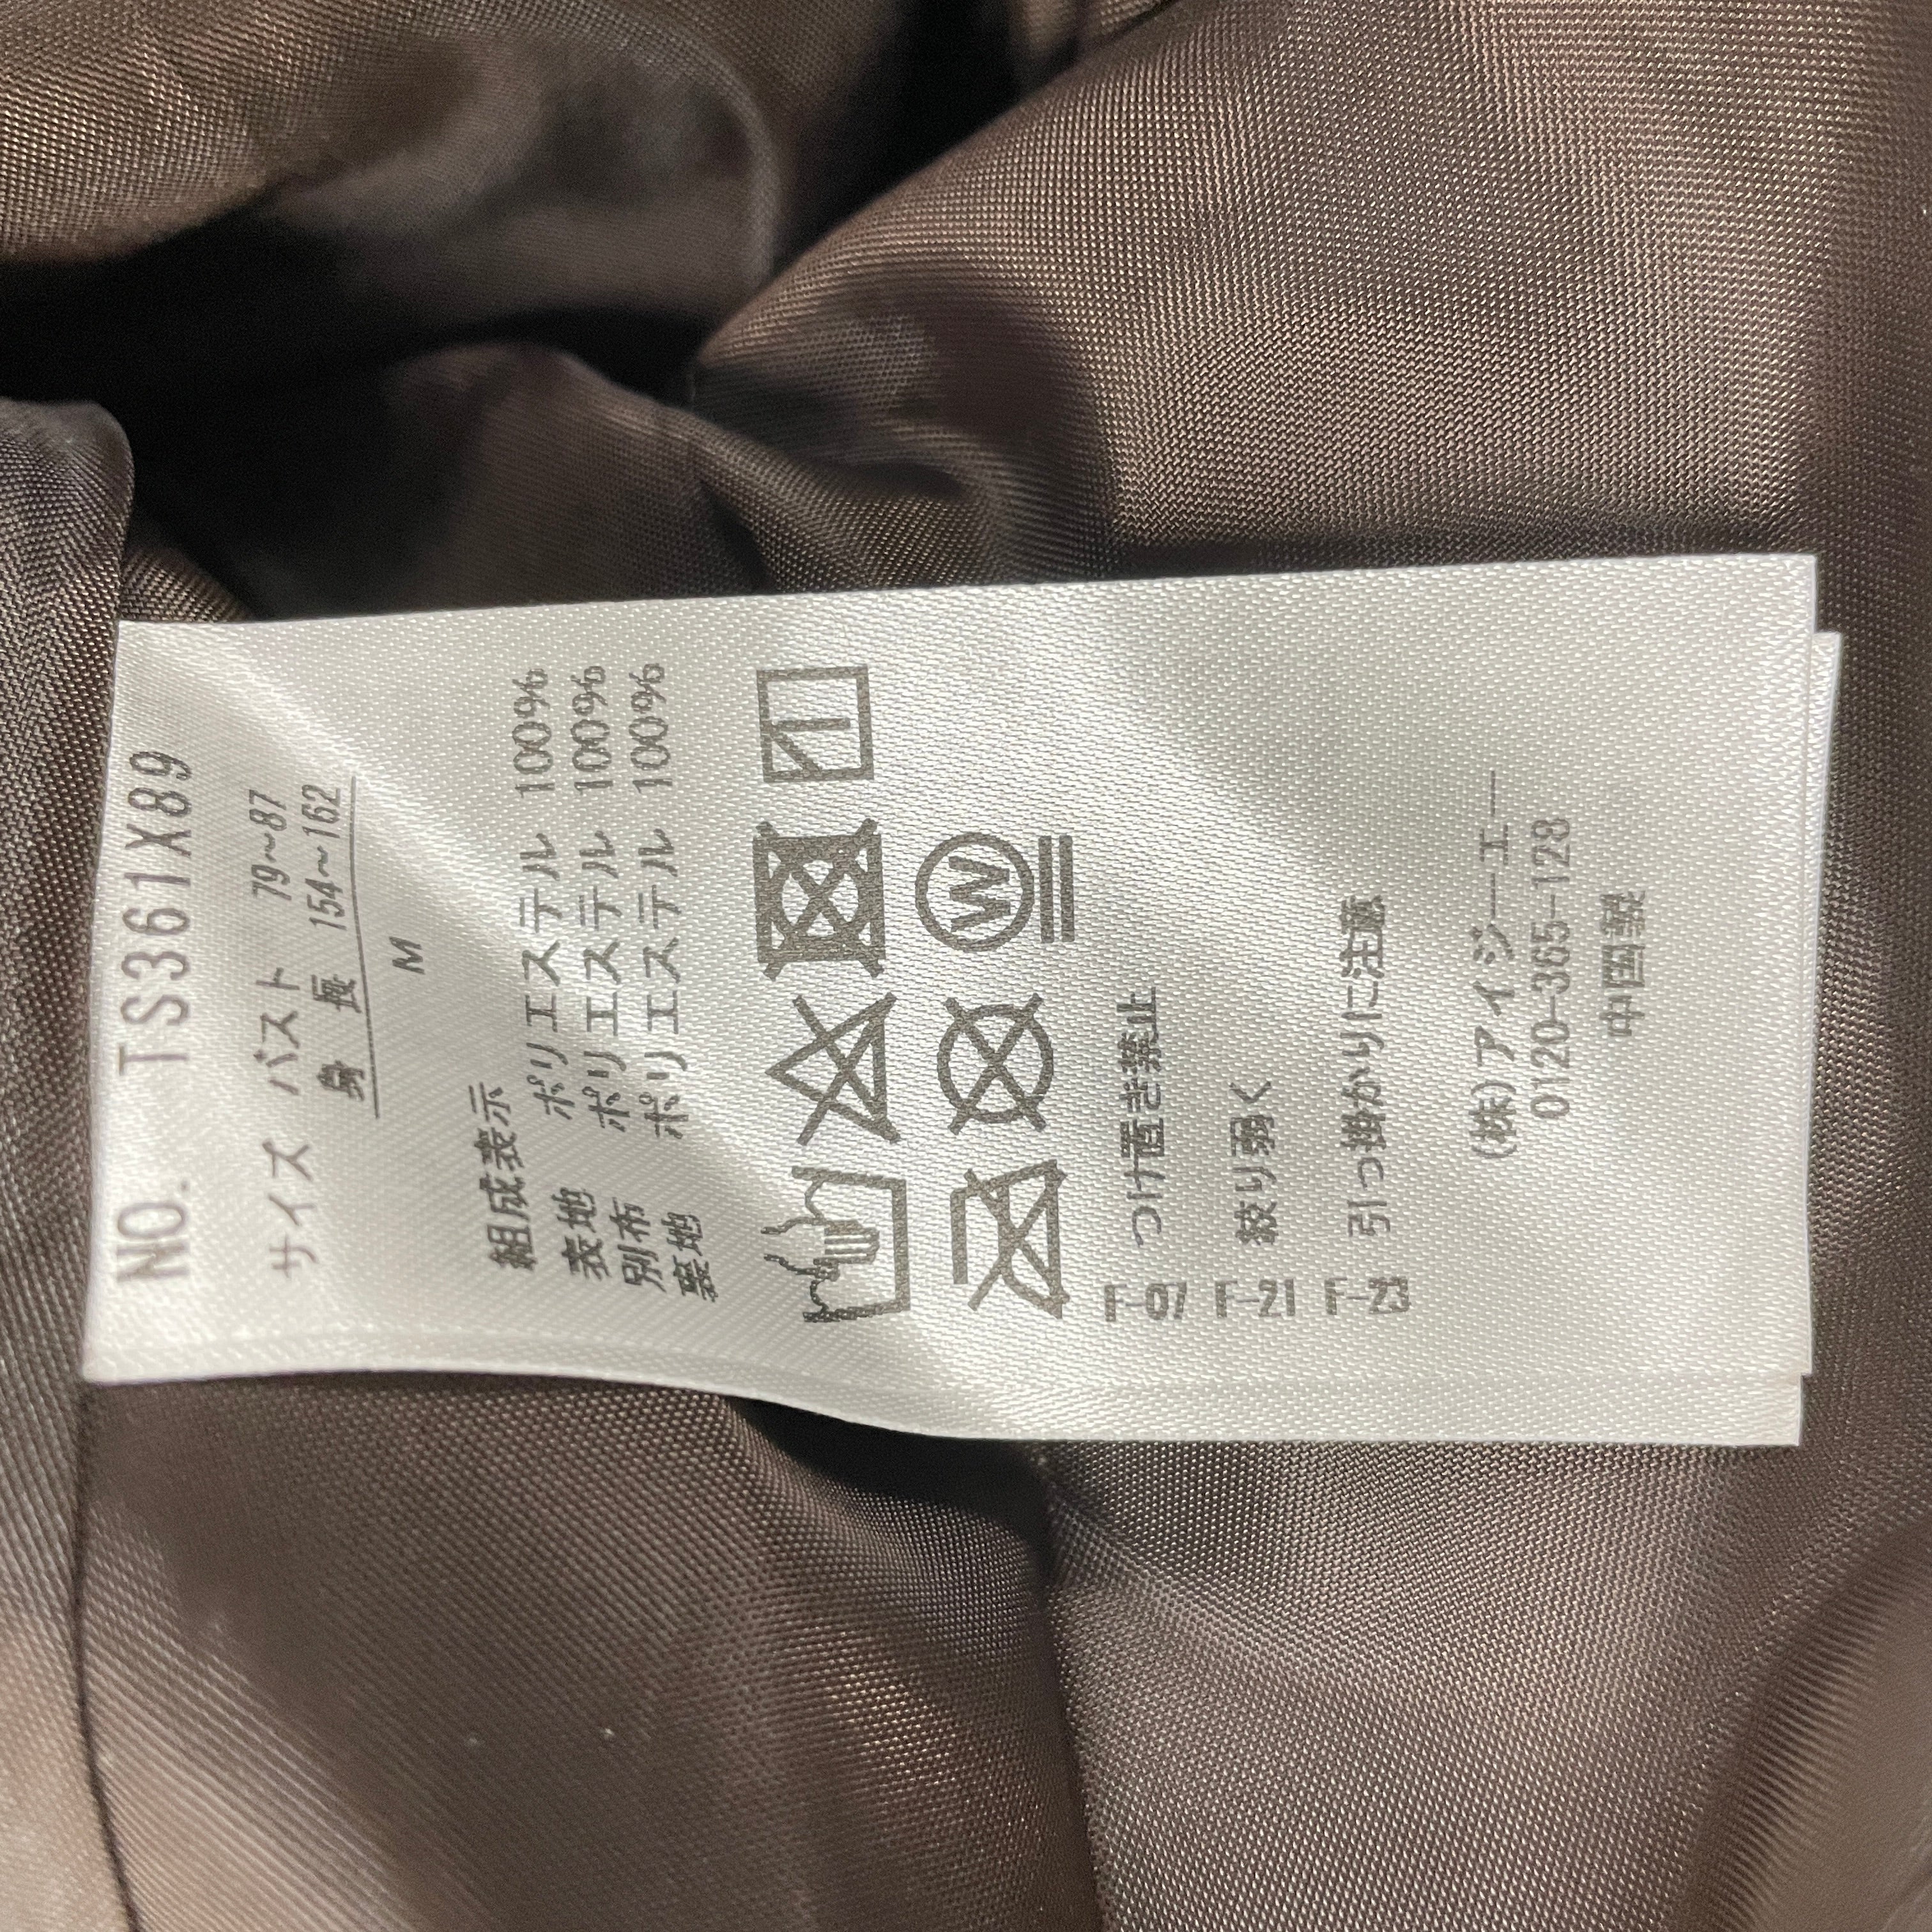 NO. TS361X89
サイズ バスト 79~87
身長 154~162
M
組成表示
表地 ポリエステル 100%
別布 ポリエステル 100%
裏地 ポリエステル 100%
W
F-07 つけ置き禁止
F-21 絞り弱く
F-23 引っ掛かりに注意
(株)アイジーエー
0120-365-128
中国製